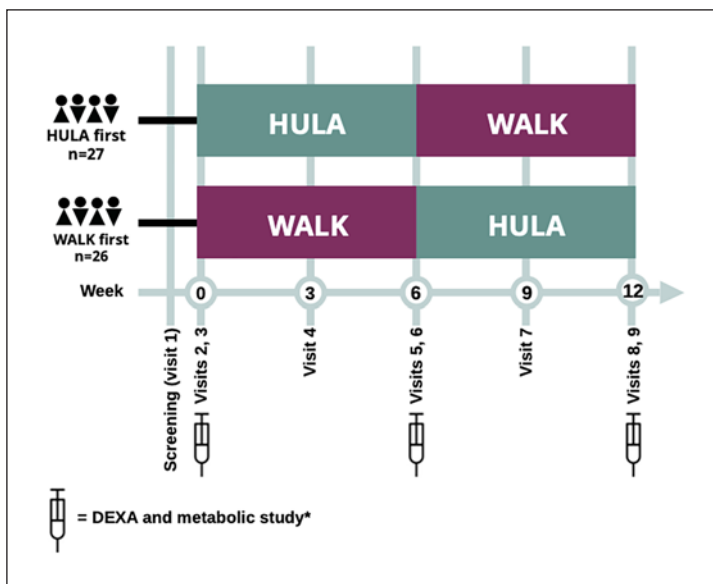 HULA first
n=27
HULA
WALK
WALK first
n=26
WALK
HULA
Week
0
3
6
9
12
Screening (visit 1)
Visits 2, 3
Visit 4
Visits 5, 6
Visit 7
Visits 8, 9
= DEXA and metabolic study*